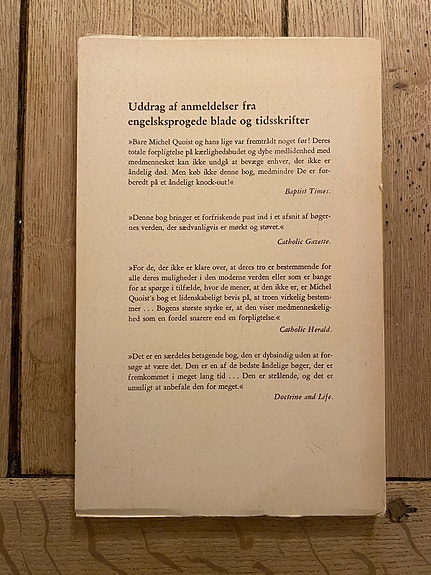 Uddrag af anmeldelser fra
engelsksprogede blade og tidsskrifter
»Bare Michel Quoist og hans lige var fremtrådt noget før! Deres
totale forpligtelse på kærlighedsbudet og dybe medlidenhed med
medmennesket kan ikke undgå at bevæge enhver, der ikke er
åndelig død. Men køb ikke denne bog, medmindre De er for-
beredt på et åndeligt knock-out!«
Baptist Times.
»Denne bog bringer et forfriskende pust ind i et afsnit af bøger-
nes verden, der sædvanligvis er mørkt og støvet.«
Catholic Gazette.
»For de, der ikke er klare over, at deres tro er bestemmende for
alle deres muligheder i den moderne verden eller som er bange
for at spørge i tilfælde, hvor de mener, at den ikke er, er Michel
Quoist's bog et lidenskabeligt bevis på, at troen virkelig bestem-
mer ... Bogens største styrke er, at den viser medmenneskelig-
hed som en fordel snarere end en forpligtelse.«
Catholic Herald.
»Det er en særdeles betagende bog, den er dybsindig uden at for-
søge at være det. Den er en af de bedste åndelige bøger, der er
fremkommet i meget lang tid ... Den er strålende, og det er
umuligt at anbefale den for meget.«
Doctrine and Life.